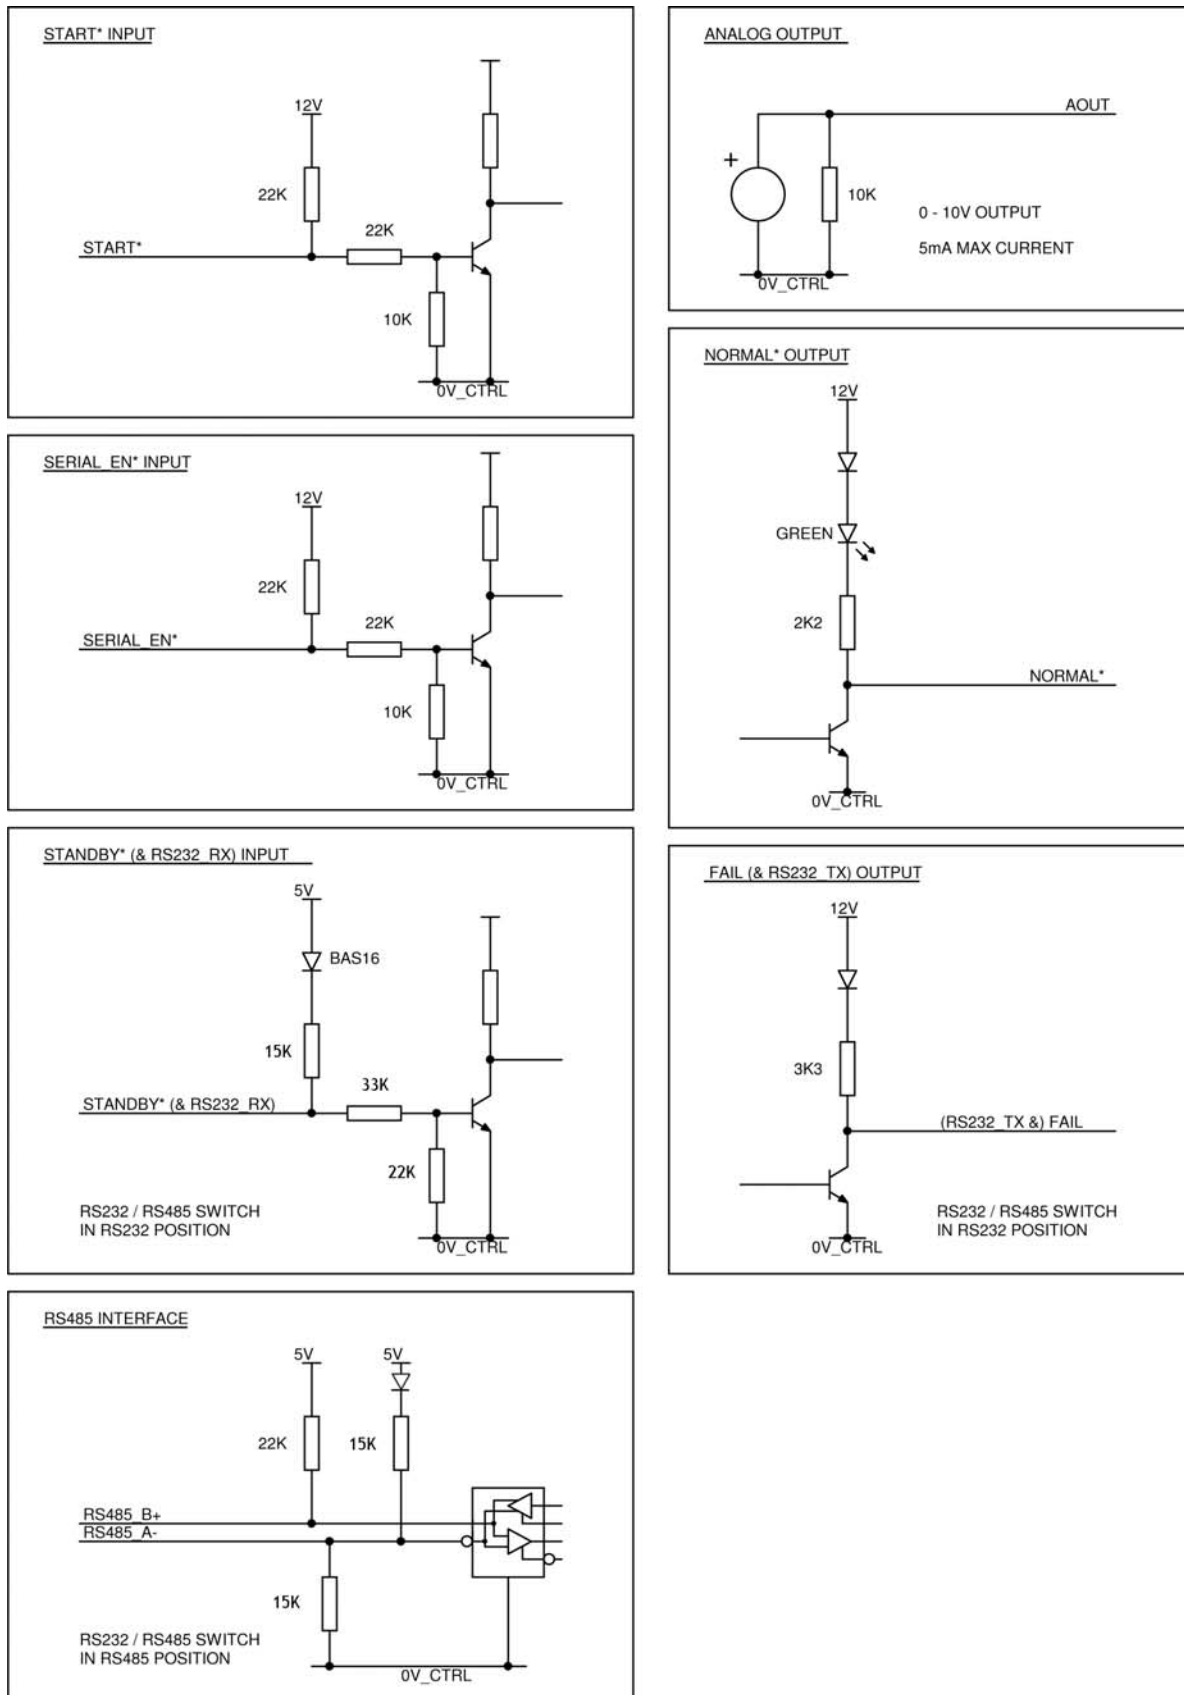 START* INPUT
12V
22K
22K
START*
10K
0V_CTRL
SERIAL_EN* INPUT
12V
22K
22K
SERIAL_EN*
10K
0V_CTRL
STANDBY* (& RS232_RX) INPUT
5V
BAS16
15K
33K
STANDBY* (& RS232_RX)
22K
RS232 / RS485 SWITCH
IN RS232 POSITION
0V_CTRL
RS485 INTERFACE
5V
5V
22K
15K
RS485_B+
RS485_A-
15K
RS232 / RS485 SWITCH
IN RS485 POSITION
0V_CTRL
ANALOG OUTPUT
AOUT
+
10K
0 - 10V OUTPUT
5mA MAX CURRENT
0V_CTRL
NORMAL* OUTPUT
12V
GREEN
2K2
NORMAL*
0V_CTRL
FAIL (& RS232_TX) OUTPUT
12V
3K3
(RS232_TX &) FAIL
RS232 / RS485 SWITCH
IN RS232 POSITION
0V_CTRL